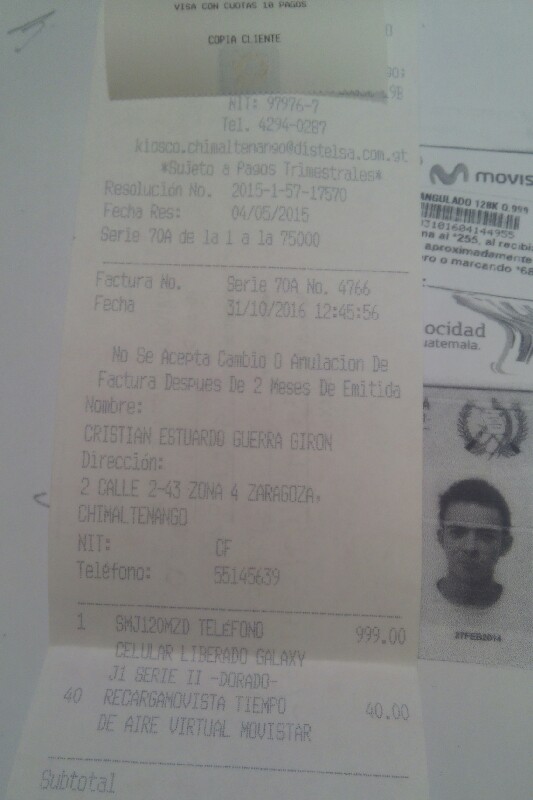 VISA CON CUOTAS 10 PAGOS
COPIA CLIENTE
NIT: 97976-7
Tel. 4294-0287
kiosco.chimaltenango@distelsa.com.gt
*Sujeto a Pagos Trimestrales*
Resolucion No. 2015-1-57-17570
Fecha Res: 04/05/2015
Serie 70A de la 1 a la 75000
Factura No. Serie 70A No. 4766
Fecha 31/10/2016 12:45:56
No Se Acepta Cambio O Anulacion De
Factura Despues De 2 Meses De Emitida
Nombre:
CRISTIAN ESTUARDO GUERRA GIRON
Dirección:
2 CALLE 2-43 ZONA 4 ZARAGOZA,
CHIMALTENANGO
NIT: CF
Teléfono: 55145639
1 SMJ120MZD TELEFONO 999.00
CELULAR LIBERADO GALAXY
J1 SERIE II -DORADO-
40 RECARGAMOVISTA TIEMPO 40.00
DE AIRE VIRTUAL MOVISTAR
Subtotal
movis
ANGULADO 128K
ma al *255, al recibi
aproximadamente
ro o marcando *68
ocidad
uatemala.
27FEB2014